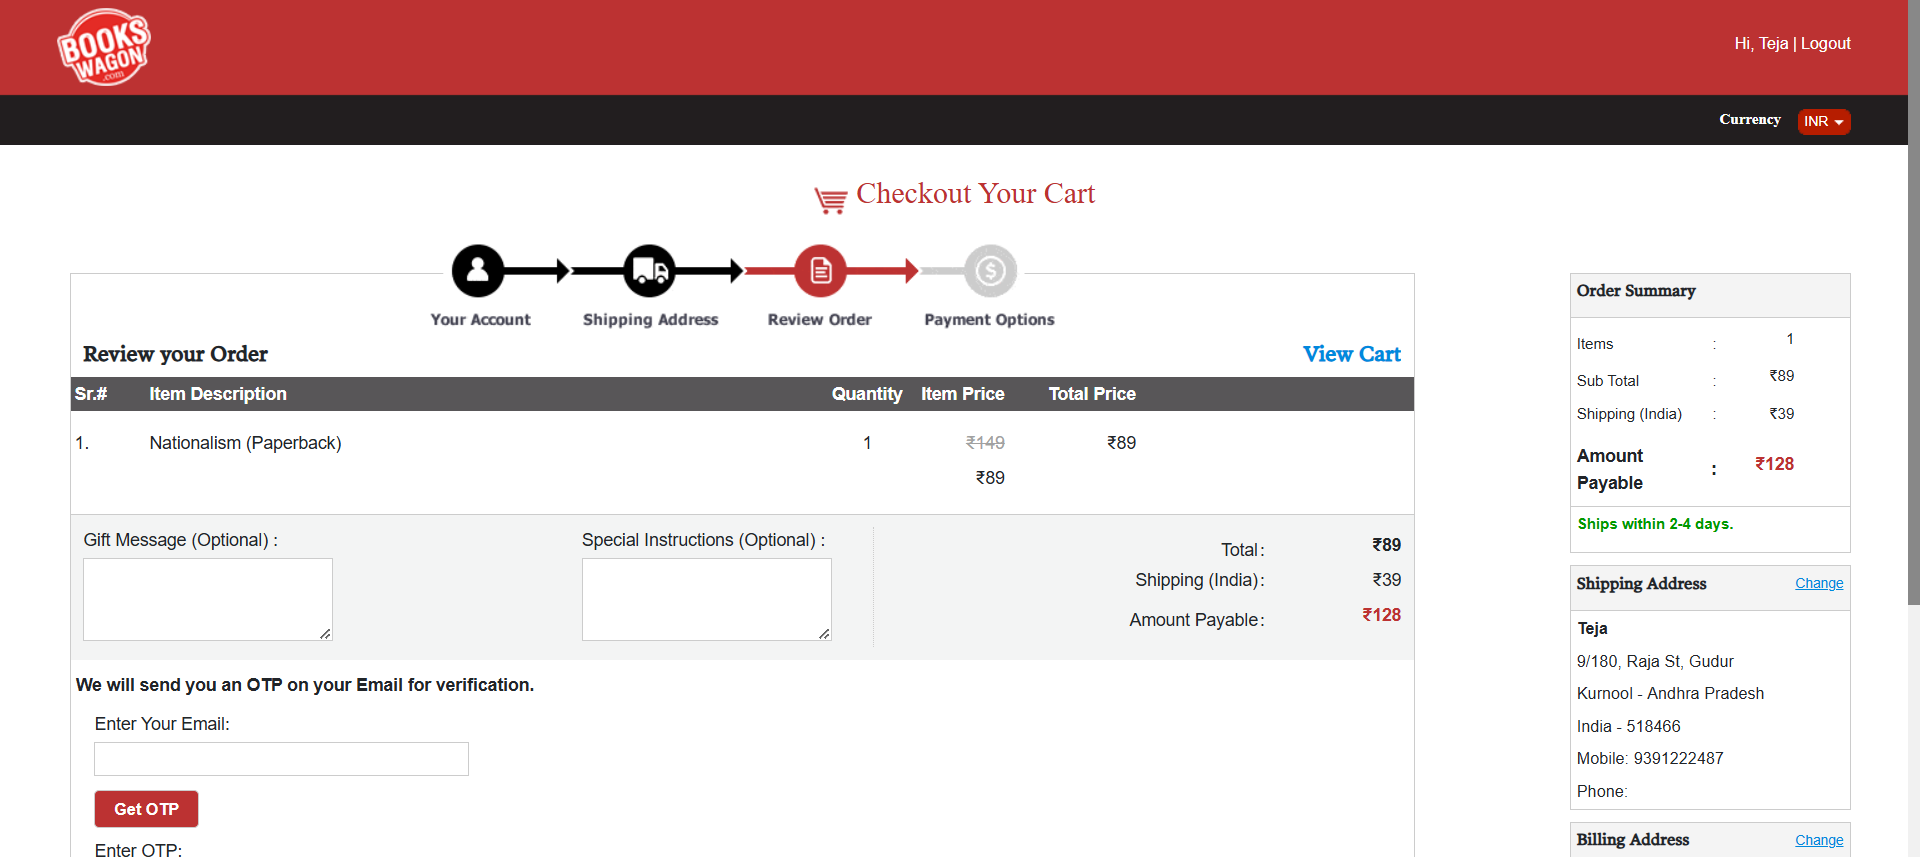 BOOKS
WAGON
.com
Hi, Teja | Logout
Currency INR
Checkout Your Cart
Your Account Shipping Address Review Order Payment Options
Review your Order View Cart
Sr.# Item Description Quantity Item Price Total Price
1. Nationalism (Paperback) 1 ₹149 ₹89
₹89
Gift Message (Optional) : Special Instructions (Optional) :
Total : ₹89
Shipping (India) : ₹39
Amount Payable : ₹128
We will send you an OTP on your Email for verification.
Enter Your Email:
Get OTP
Enter OTP:
Order Summary
Items : 1
Sub Total : ₹89
Shipping (India) : ₹39
Amount
Payable : ₹128
Ships within 2-4 days.
Shipping Address Change
Teja
9/180, Raja St, Gudur
Kurnool - Andhra Pradesh
India - 518466
Mobile: 9391222487
Phone:
Billing Address Change